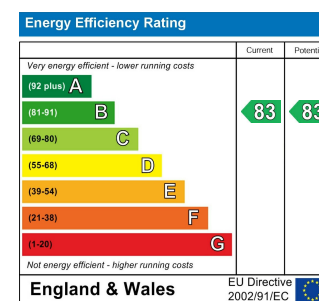 Energy Efficiency Rating
Current Potenti
Very energy efficient - lower running costs
(92 plus) A
(81-91) B
83 83
(69-80) C
(55-68) D
(39-54) E
(21-38) F
(1-20) G
Not energy efficient - higher running costs
England & Wales
EU Directive
2002/91/EC